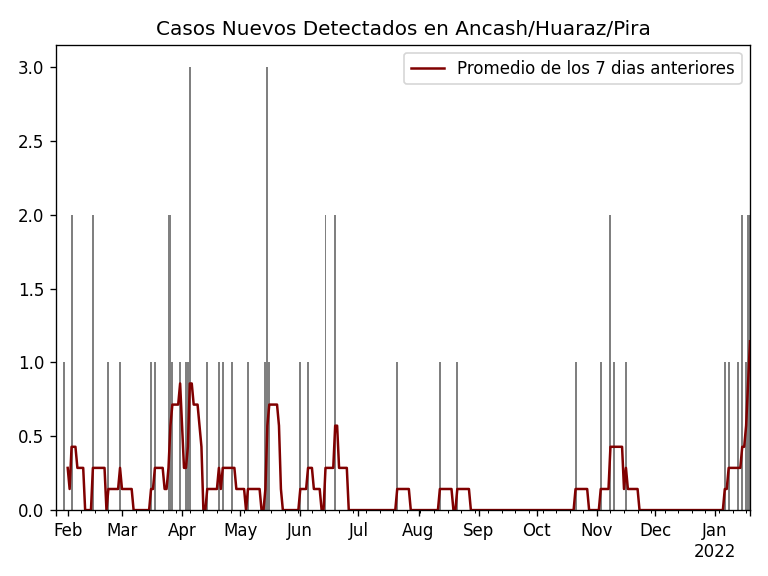 Casos Nuevos Detectados en Ancash/Huaraz/Pira
Promedio de los 7 dias anteriores
3.0
2.5
2.0
1.5
1.0
0.5
0.0
Feb Mar Apr May Jun Jul Aug Sep Oct Nov Dec Jan
2022